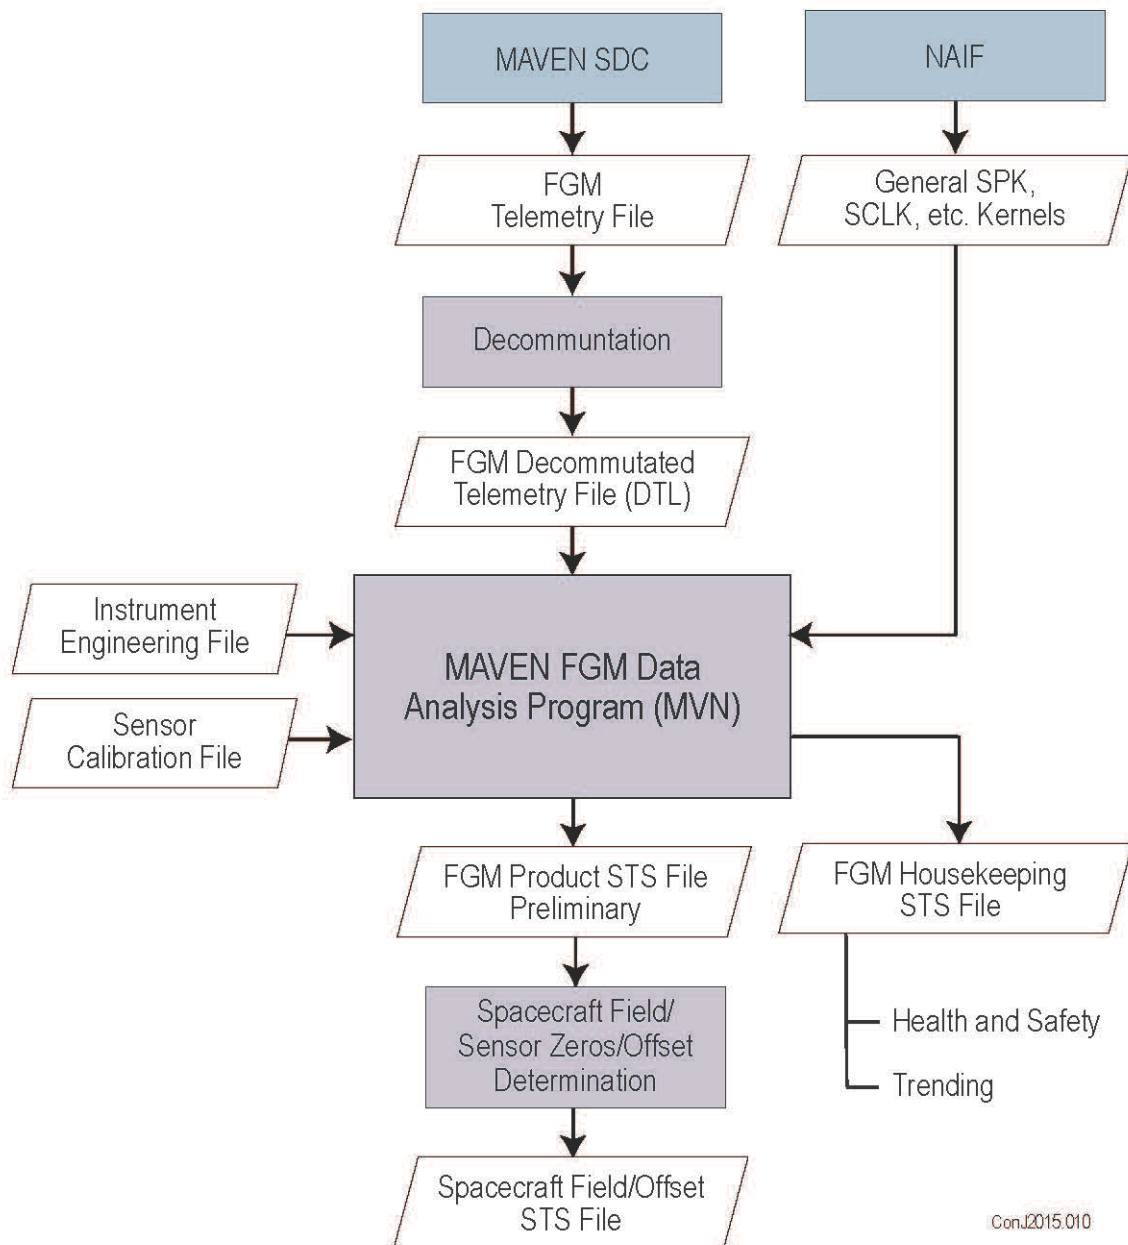 MAVEN SDC
NAIF
FGM
Telemetry File
General SPK,
SCLK, etc. Kernels
Decommuntation
FGM Decommutated
Telemetry File (DTL)
Instrument
Engineering File
MAVEN FGM Data
Analysis Program (MVN)
Sensor
Calibration File
FGM Product STS File
Preliminary
FGM Housekeeping
STS File
Spacecraft Field/
Sensor Zeros/Offset
Determination
Health and Safety
Trending
Spacecraft Field/Offset
STS File
ConJ2015.010